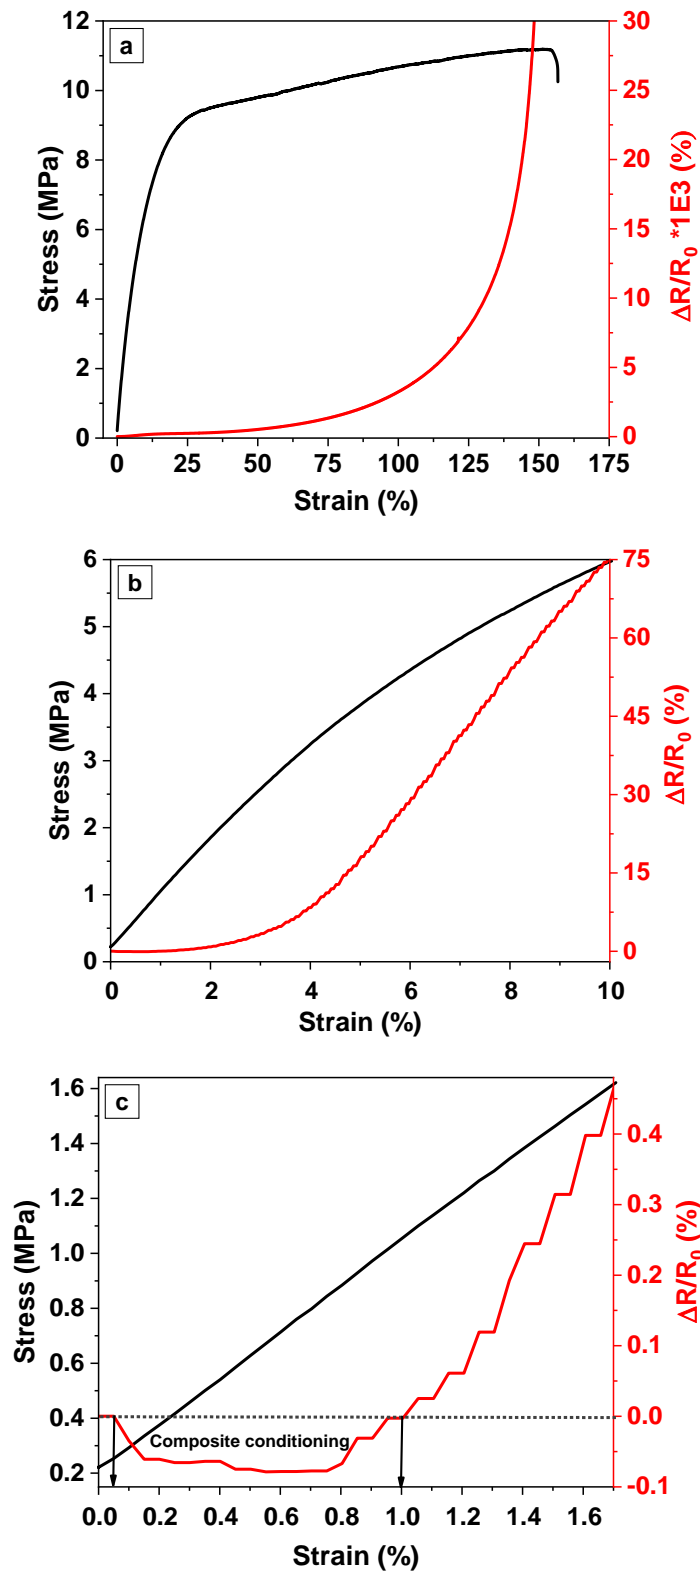 a
12
10
8
6
4
2
0
Stress (MPa)
30
25
20
15
10
5
0
ΔR/R₀ *1E3 (%)
0 25 50 75 100 125 150 175
Strain (%)
b
6
5
4
3
2
1
0
Stress (MPa)
75
60
45
30
15
0
ΔR/R₀ (%)
0 2 4 6 8 10
Strain (%)
c
1.6
1.4
1.2
1.0
0.8
0.6
0.4
0.2
Stress (MPa)
0.4
0.3
0.2
0.1
0.0
-0.1
ΔR/R₀ (%)
Composite conditioning
0.0 0.2 0.4 0.6 0.8 1.0 1.2 1.4 1.6
Strain (%)